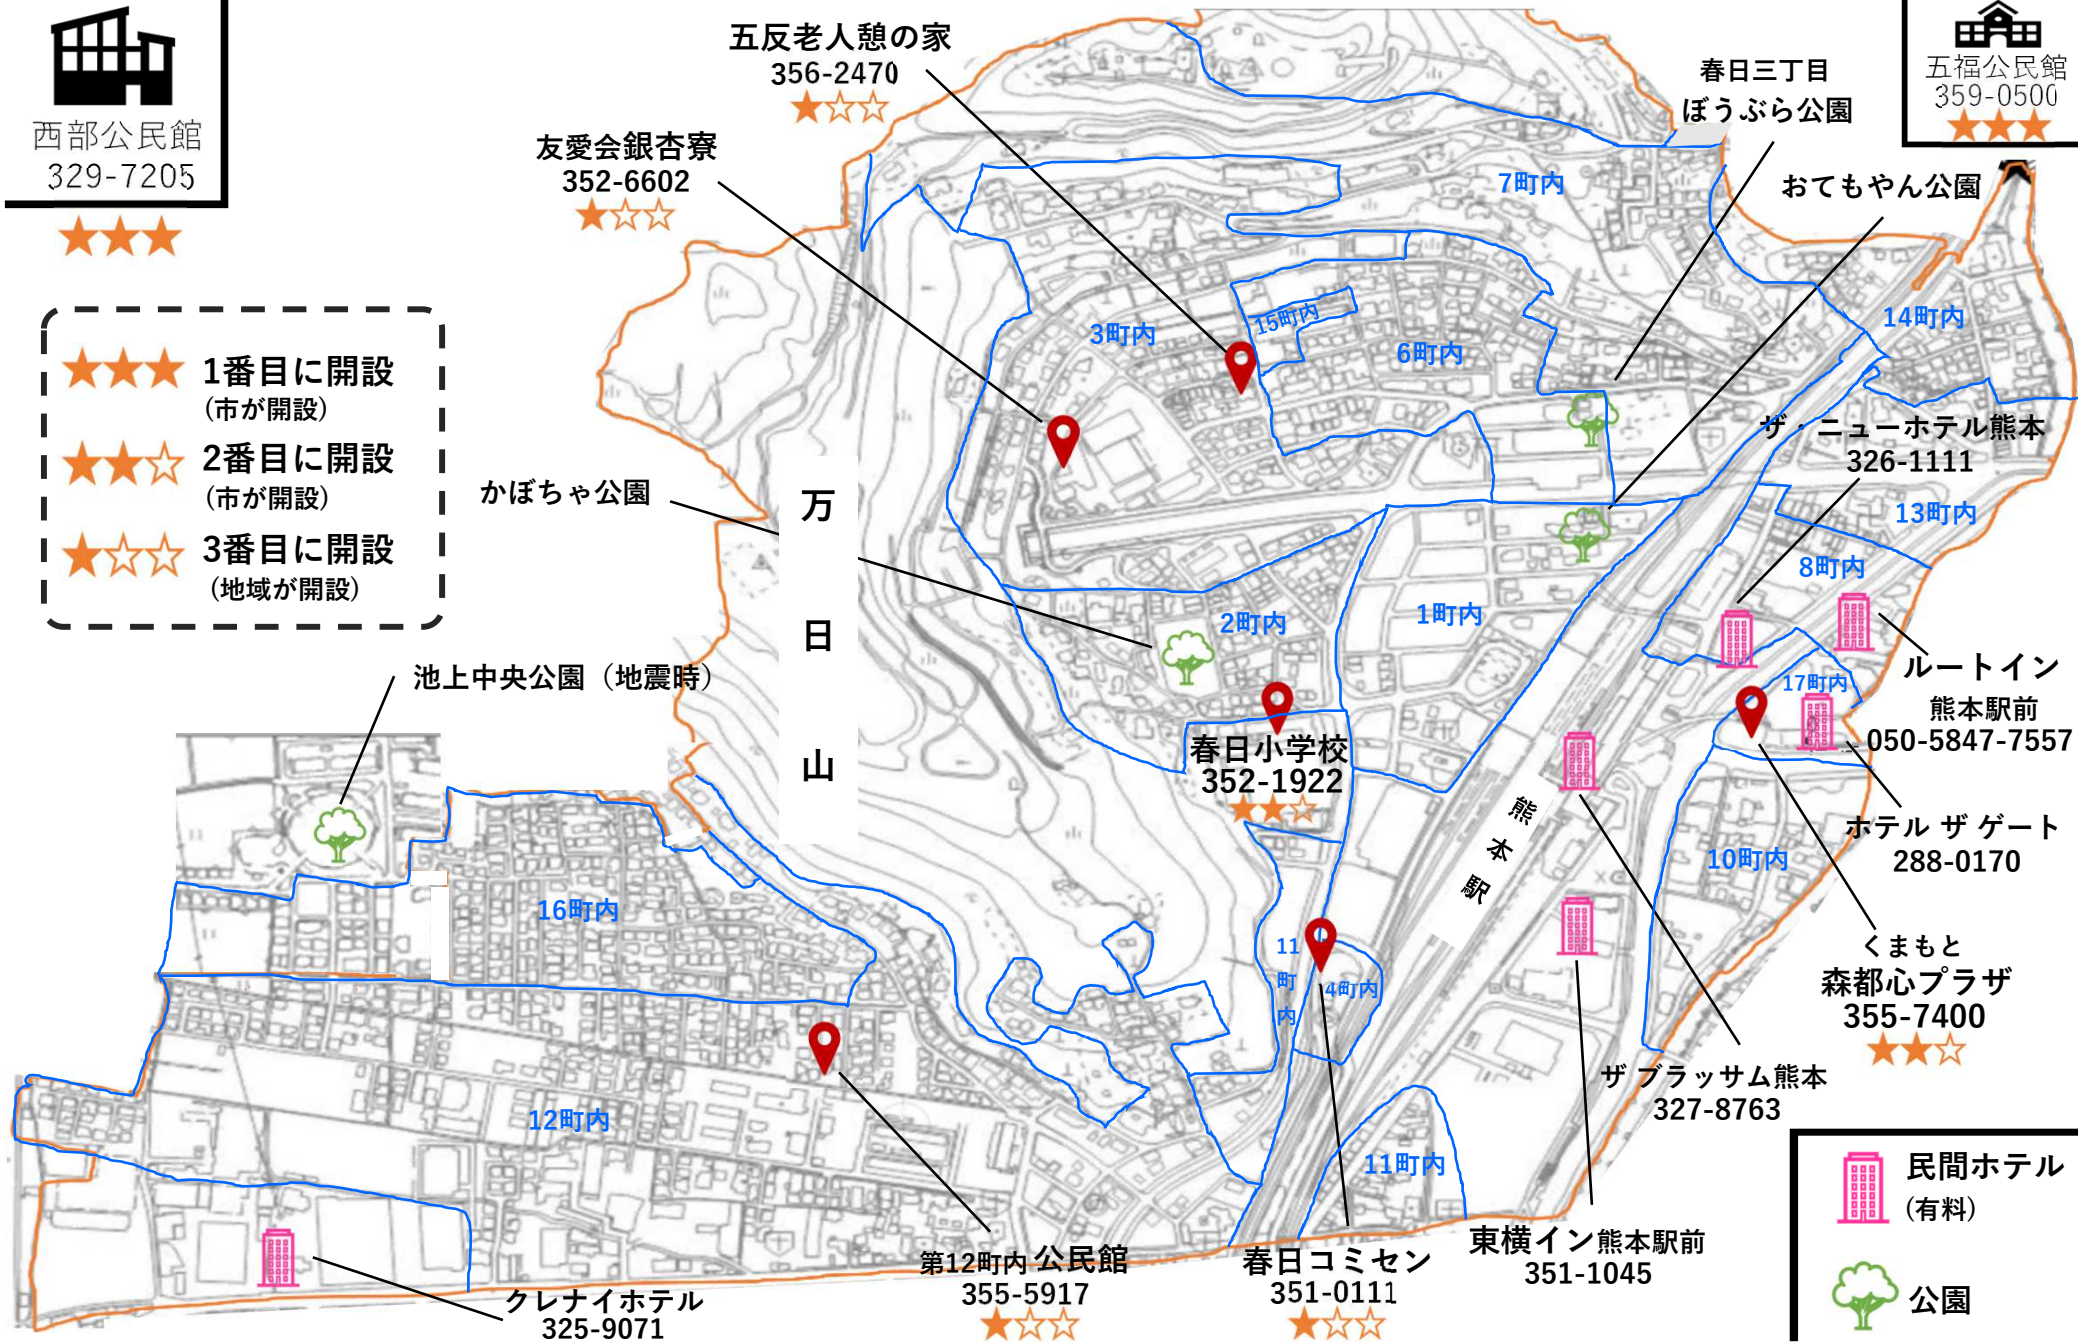 西部公民館
329-7205
★★★
★★★ 1番目に開設
(市が開設)
★★☆ 2番目に開設
(市が開設)
★☆☆ 3番目に開設
(地域が開設)
五反老人憩の家
356-2470
★☆☆
友愛会銀杏寮
352-6602
★☆☆
五福公民館
359-0500
★★★
春日三丁目
ぼうぶら公園
おてもやん公園
7町内
14町内
15町内
3町内
6町内
ザ・ニューホテル熊本
326-1111
かぼちゃ公園
万日山
13町内
8町内
2町内
1町内
池上中央公園（地震時）
ルートイン
熊本駅前
050-5847-7557
17町内
春日小学校
352-1922
★★☆
熊本駅
ホテル ザ ゲート
288-0170
10町内
16町内
11町内
4町内
くまもと
森都心プラザ
355-7400
★★☆
ザ ブラッサム熊本
327-8763
12町内
11町内
東横イン熊本駅前
351-1045
第12町内公民館
355-5917
★☆☆
春日コミセン
351-0111
★☆☆
クレナイホテル
325-9071
民間ホテル
(有料)
公園